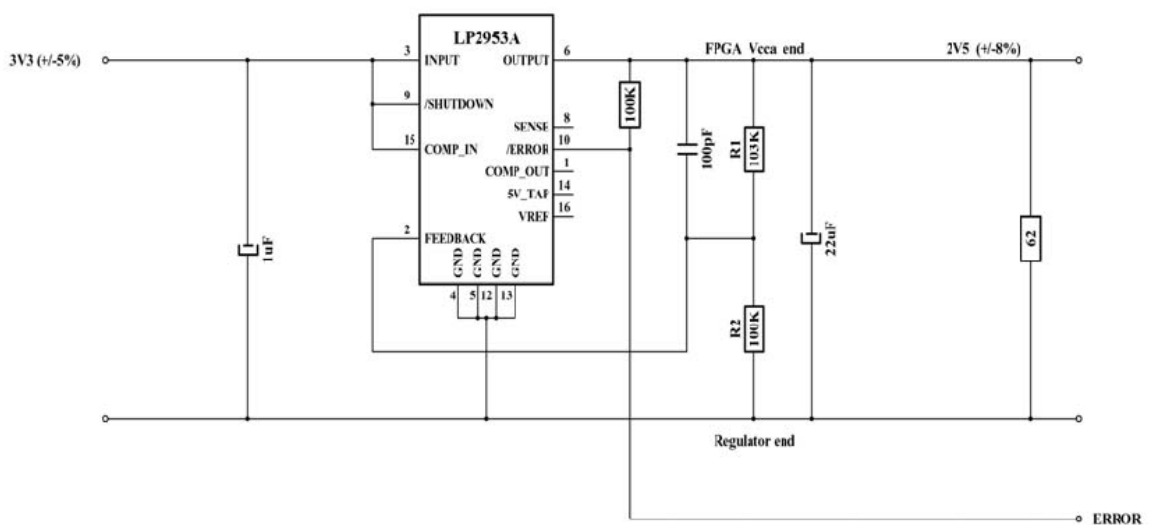 LP2953A
3V3 (+/-5%)
3
INPUT
OUTPUT
6
FPGA Vcca end
2V5 (+/-8%)
9
/SHUTDOWN
100K
SENSE
8
15
COMP_IN
/ERROR
10
100pF
R1
103K
COMP_OUT
1
5V_TAP
14
VREF
16
2
FEEDBACK
1uF
22uF
62
GND
GND
GND
GND
4
5
12
13
R2
100K
Regulator end
ERROR